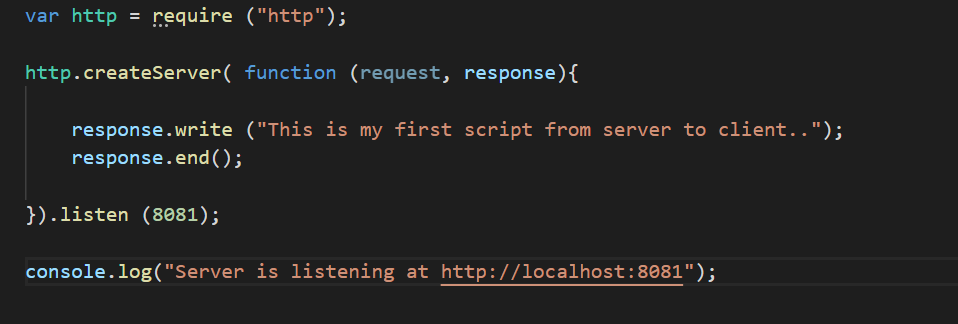 var http = require ("http");
http.createServer( function (request, response){
response.write ("This is my first script from server to client..");
response.end();
}).listen (8081);
console.log("Server is listening at http://localhost:8081");